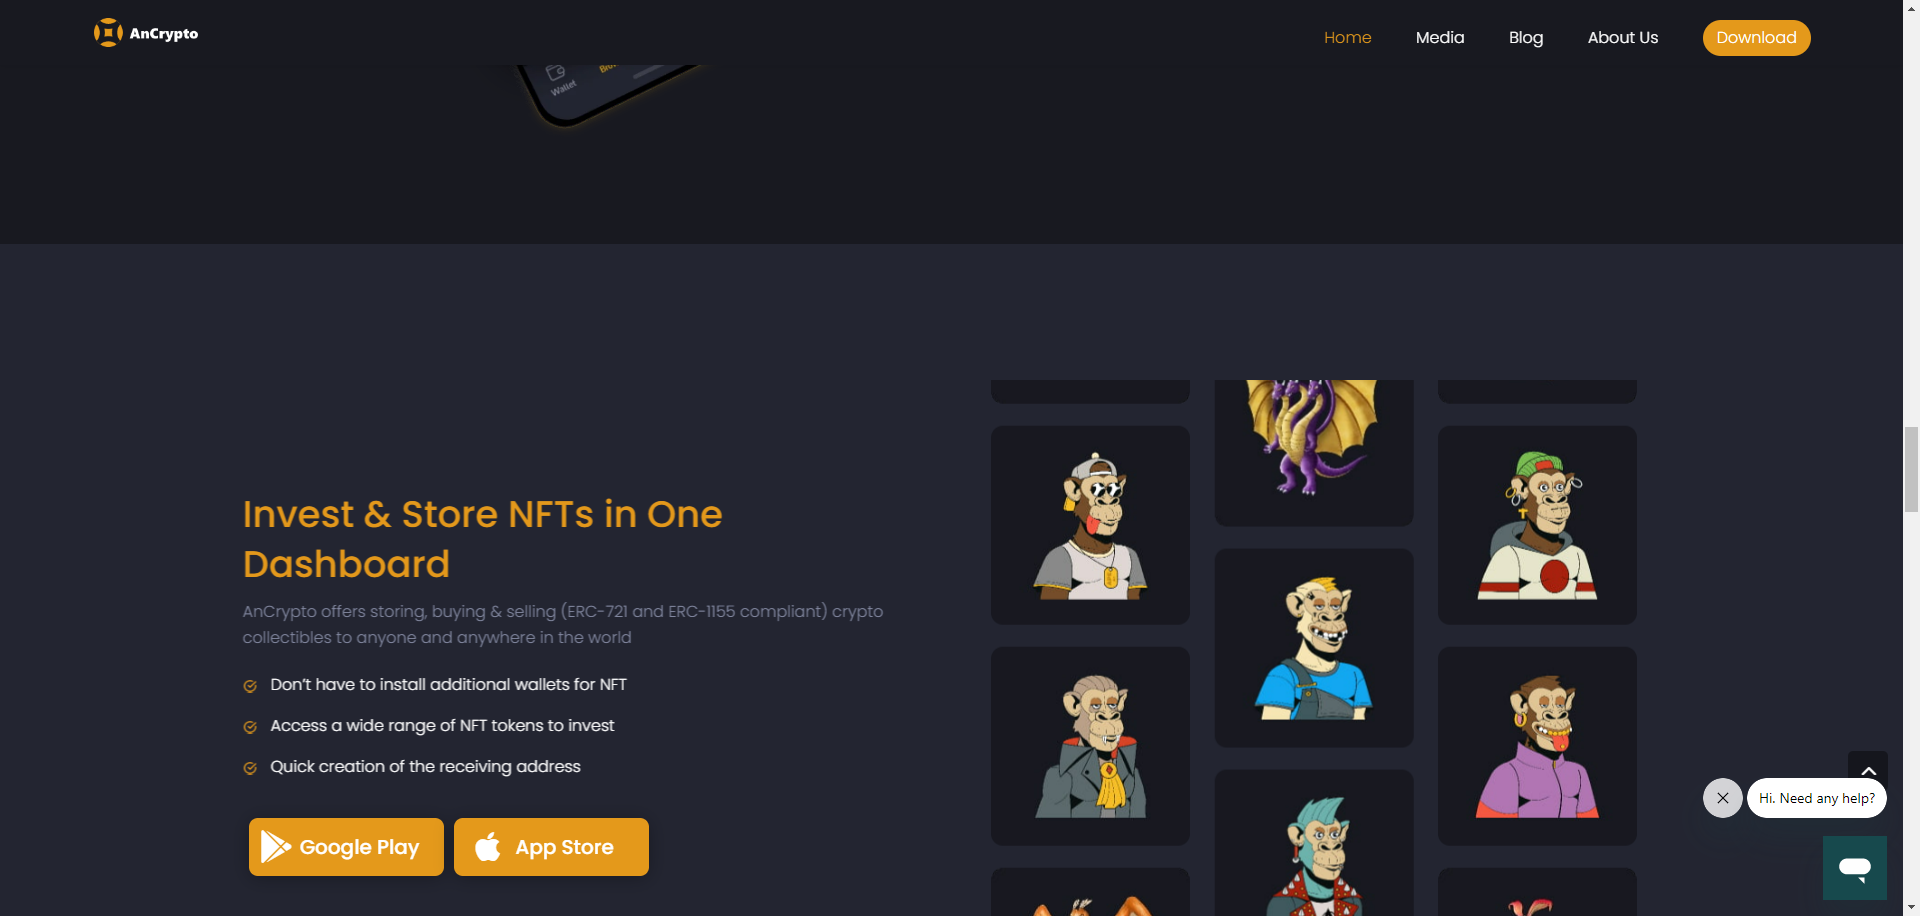 AnCrypto
Home
Media
Blog
About Us
Download
Wallet
Invest & Store NFTs in One
Dashboard
AnCrypto offers storing, buying & selling (ERC-721 and ERC-1155 compliant) crypto
collectibles to anyone and anywhere in the world
Don’t have to install additional wallets for NFT
Access a wide range of NFT tokens to invest
Quick creation of the receiving address
Google Play
App Store
Hi. Need any help?